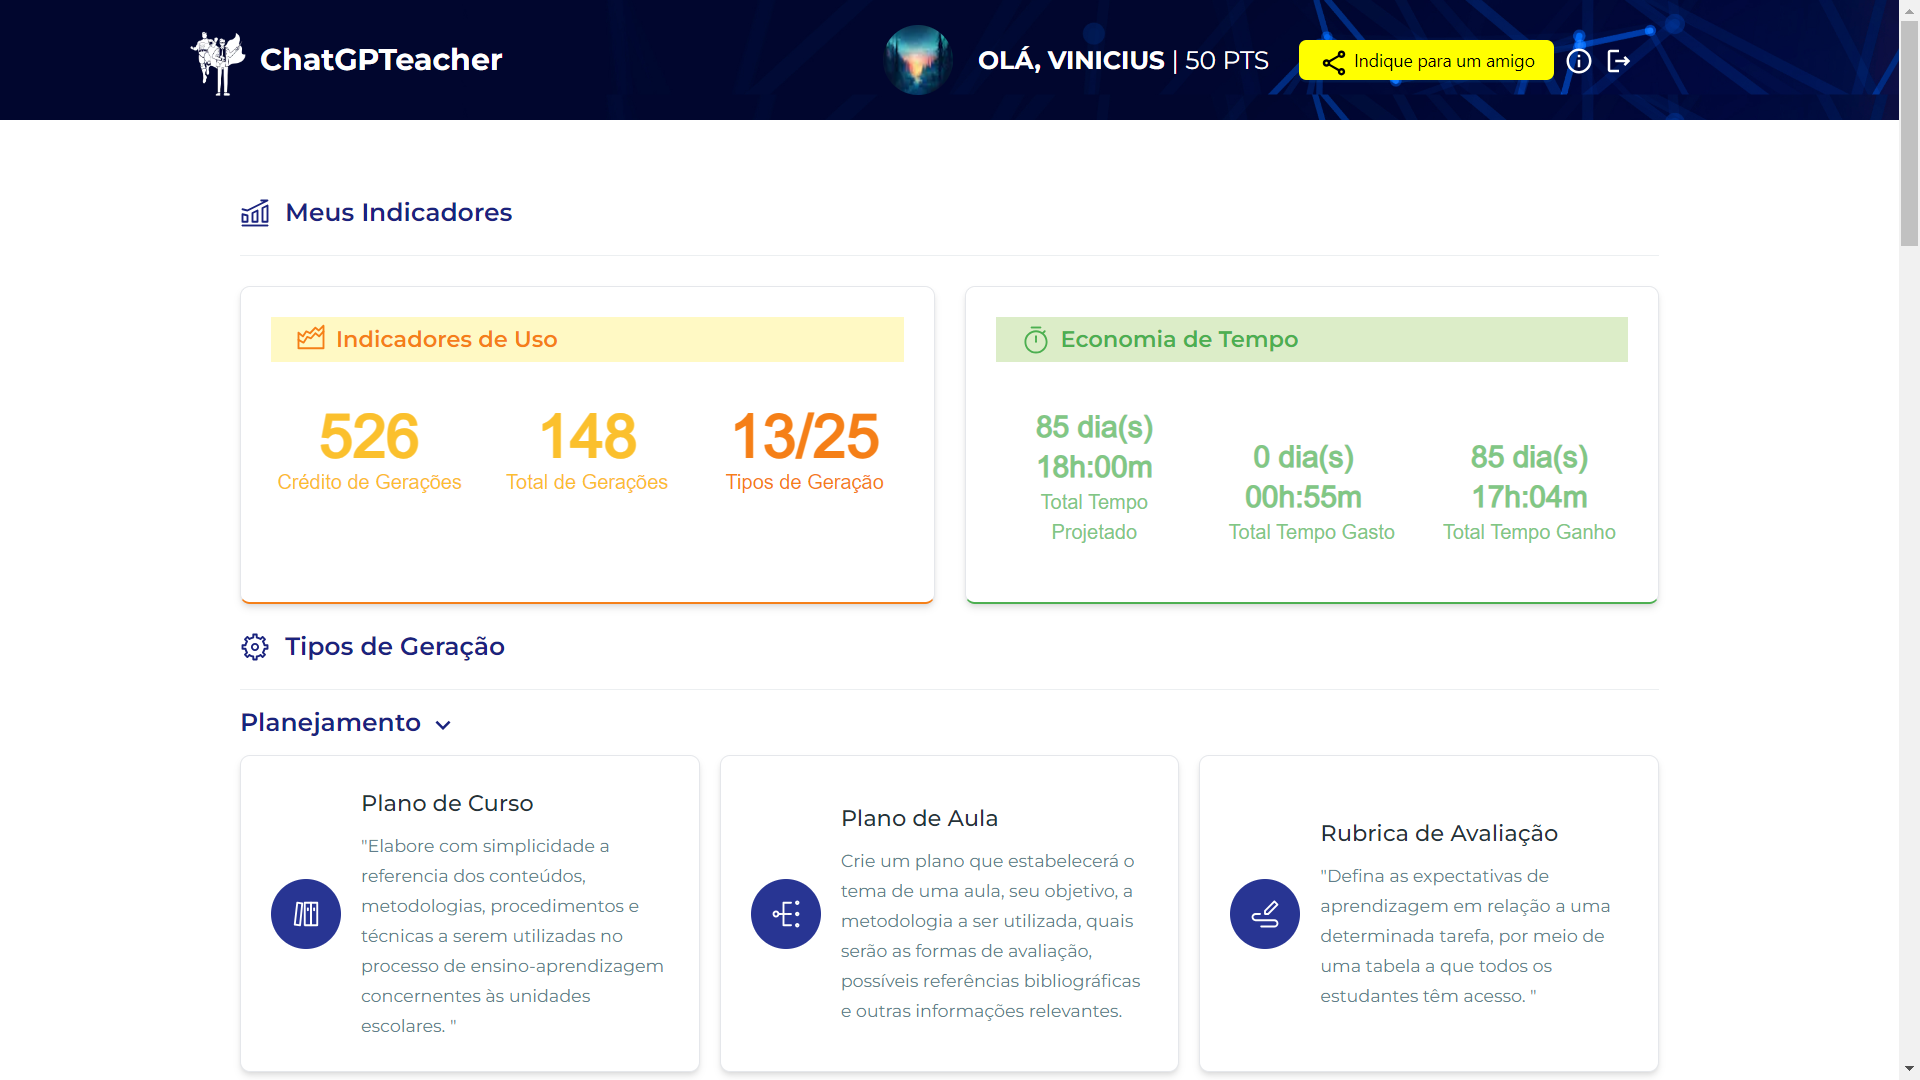 ChatGPTeacher
OLÁ, VINICIUS | 50 PTS
Indique para um amigo
Meus Indicadores
Indicadores de Uso
526
Crédito de Gerações
148
Total de Gerações
13/25
Tipos de Geração
Economia de Tempo
85 dia(s)
18h:00m
Total Tempo
Projetado
0 dia(s)
00h:55m
Total Tempo Gasto
85 dia(s)
17h:04m
Total Tempo Ganho
Tipos de Geração
Planejamento
Plano de Curso
"Elabore com simplicidade a
referencia dos conteúdos,
metodologias, procedimentos e
técnicas a serem utilizadas no
processo de ensino-aprendizagem
concernentes às unidades
escolares. "
Plano de Aula
Crie um plano que estabelecerá o
tema de uma aula, seu objetivo, a
metodologia a ser utilizada, quais
serão as formas de avaliação,
possíveis referências bibliográficas
e outras informações relevantes.
Rubrica de Avaliação
"Defina as expectativas de
aprendizagem em relação a uma
determinada tarefa, por meio de
uma tabela a que todos os
estudantes têm acesso. "